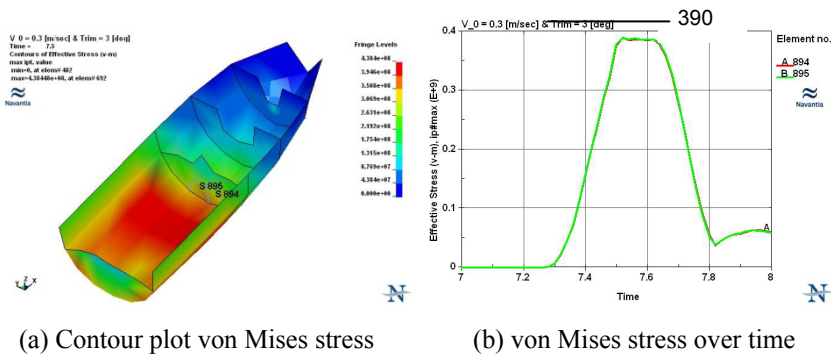 V_0 = 0.3 [m/sec] & Trim = 3 [deg]
Time = 7.5
Contours of Effective Stress (v-m)
max ipt. value
min=0, at elem# 482
max=4.38448e+08, at elem# 692
Navantia
Fringe Levels
4.384e+08
3.946e+08
3.508e+08
3.069e+08
2.631e+08
2.192e+08
1.754e+08
1.315e+08
8.769e+07
4.384e+07
0.000e+00
S 895
S 894
Z
Y
X
N
(a) Contour plot von Mises stress
390
V_0 = 0.3 [m/sec] & Trim = 3 [deg]
Effective Stress (v-m), ip#max (E+9)
0.4
0.3
0.2
0.1
0
7
7.2
7.4
7.6
7.8
8
Time
A
Element no.
A 894
B 895
Navantia
N
(b) von Mises stress over time